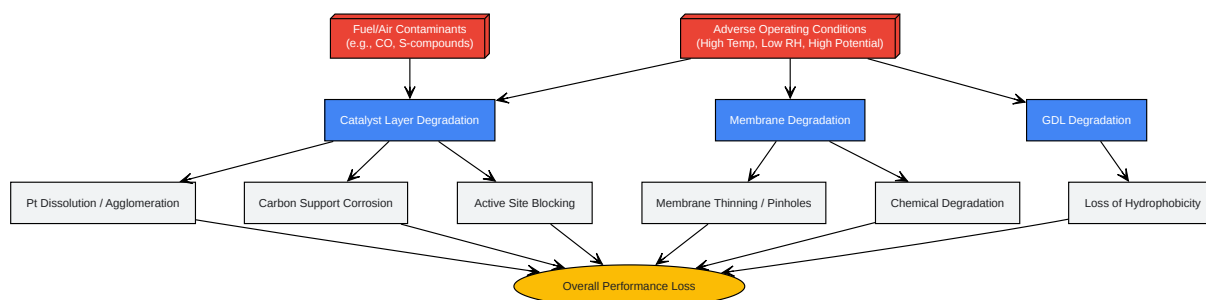 Fuel/Air Contaminants
(e.g., CO, S-compounds)
Adverse Operating Conditions
(High Temp, Low RH, High Potential)
Catalyst Layer Degradation
Membrane Degradation
GDL Degradation
Pt Dissolution / Agglomeration
Carbon Support Corrosion
Active Site Blocking
Membrane Thinning / Pinholes
Chemical Degradation
Loss of Hydrophobicity
Overall Performance Loss